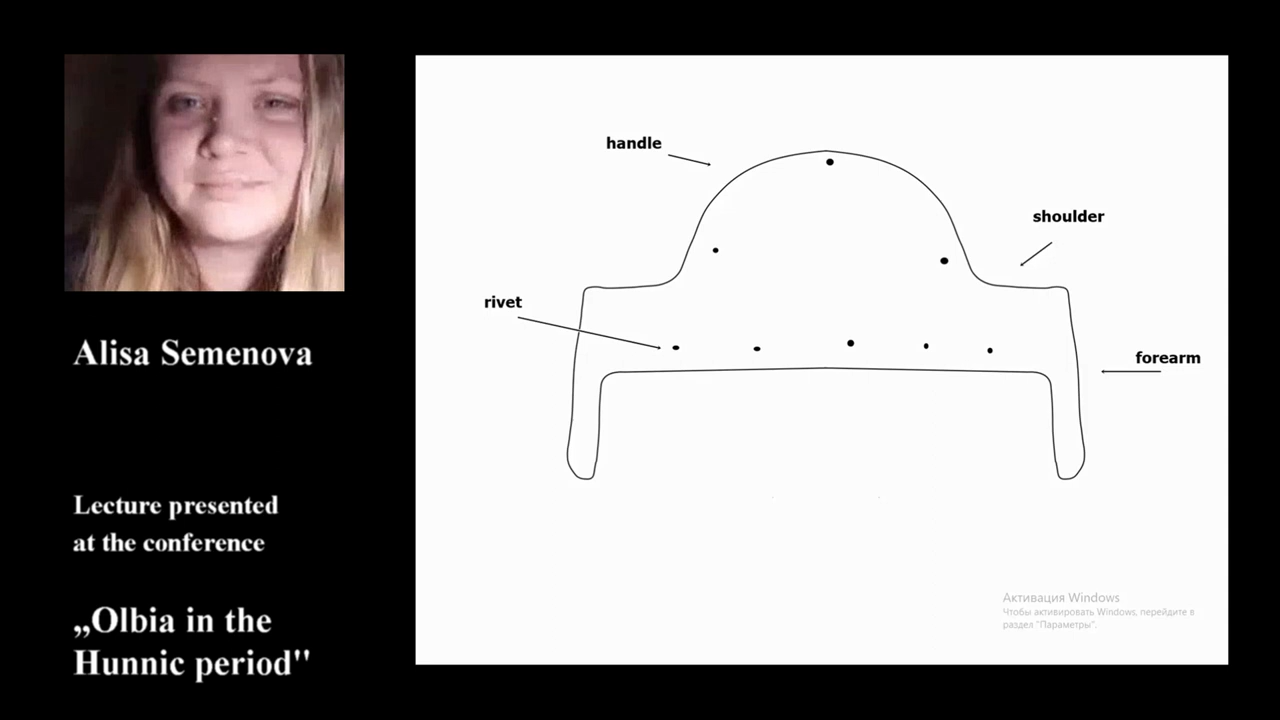 Alisa Semenova
Lecture presented
at the conference
„Olbia in the
Hunnic period"
handle
shoulder
rivet
forearm
Активация Windows
Чтобы активировать Windows, перейдите в
раздел "Параметры".